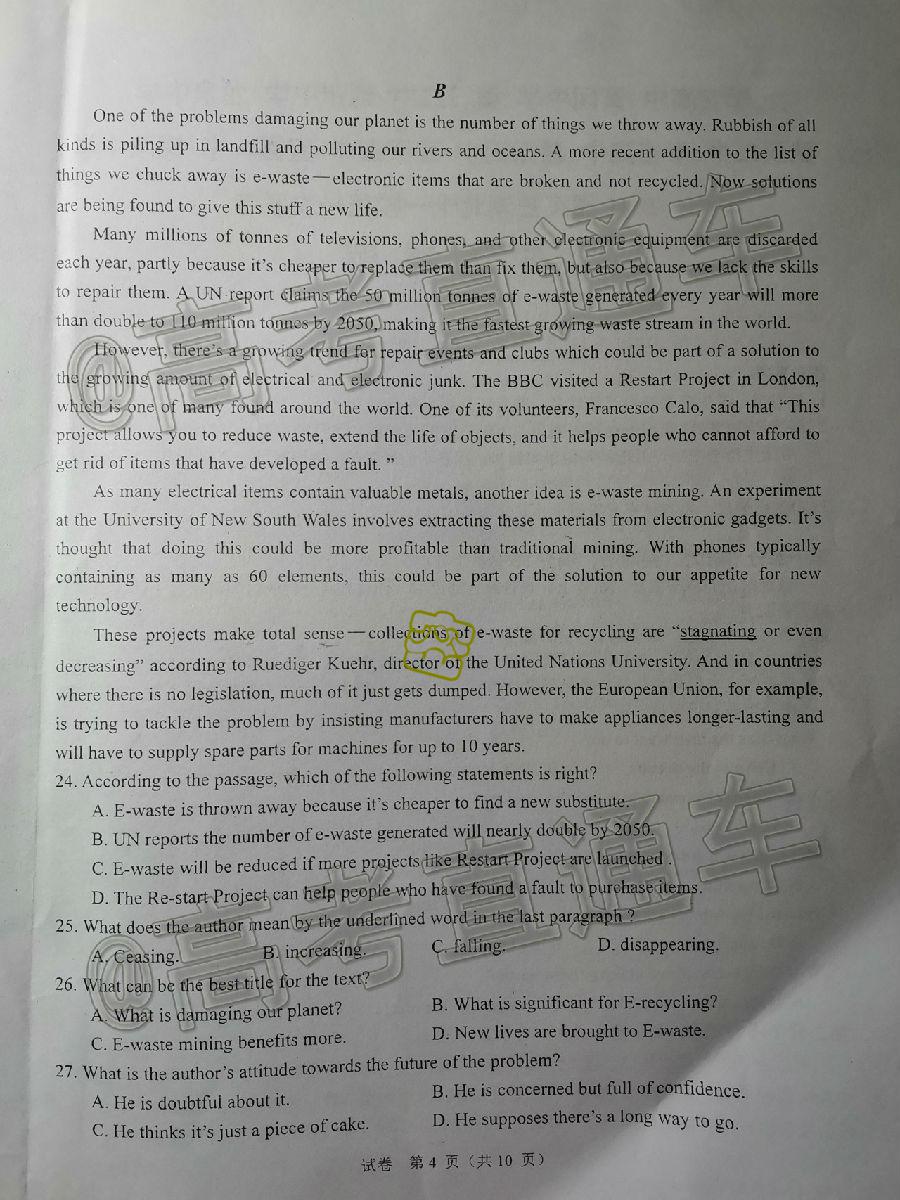 B
One of the problems damaging our planet is the number of things we throw away. Rubbish of all
kinds is piling up in landfill and polluting our rivers and oceans. A more recent addition to the list of
things we chuck away is e-waste—electronic items that are broken and not recycled. Now solutions
are being found to give this stuff a new life.
Many millions of tonnes of televisions, phones, and other electronic equipment are discarded
each year, partly because it's cheaper to replace them than fix them, but also because we lack the skills
to repair them. A UN report claims the 50 million tonnes of e-waste generated every year will more
than double to 110 million tonnes by 2050, making it the fastest growing waste stream in the world.
However, there's a growing trend for repair events and clubs which could be part of a solution to
the growing amount of electrical and electronic junk. The BBC visited a Restart Project in London,
which is one of many found around the world. One of its volunteers, Francesco Calo, said that “This
project allows you to reduce waste, extend the life of objects, and it helps people who cannot afford to
get rid of items that have developed a fault. ”
As many electrical items contain valuable metals, another idea is e-waste mining. An experiment
at the University of New South Wales involves extracting these materials from electronic gadgets. It's
thought that doing this could be more profitable than traditional mining. With phones typically
containing as many as 60 elements, this could be part of the solution to our appetite for new
technology.
These projects make total sense—collections of e-waste for recycling are “stagnating or even
decreasing” according to Ruediger Kuehr, director of the United Nations University. And in countries
where there is no legislation, much of it just gets dumped. However, the European Union, for example,
is trying to tackle the problem by insisting manufacturers have to make appliances longer-lasting and
will have to supply spare parts for machines for up to 10 years.
24. According to the passage, which of the following statements is right?
A. E-waste is thrown away because it's cheaper to find a new substitute.
B. UN reports the number of e-waste generated will nearly double by 2050.
C. E-waste will be reduced if more projects like Restart Project are launched .
D. The Re-start Project can help people who have found a fault to purchase items.
25. What does the author mean by the underlined word in the last paragraph ?
A. Ceasing. B. increasing. C. falling. D. disappearing.
26. What can be the best title for the text?
A. What is damaging our planet? B. What is significant for E-recycling?
C. E-waste mining benefits more. D. New lives are brought to E-waste.
27. What is the author's attitude towards the future of the problem?
A. He is doubtful about it. B. He is concerned but full of confidence.
C. He thinks it's just a piece of cake. D. He supposes there's a long way to go.
试卷 第 4 页（共 10 页）
@高考直通车
@高考直通车